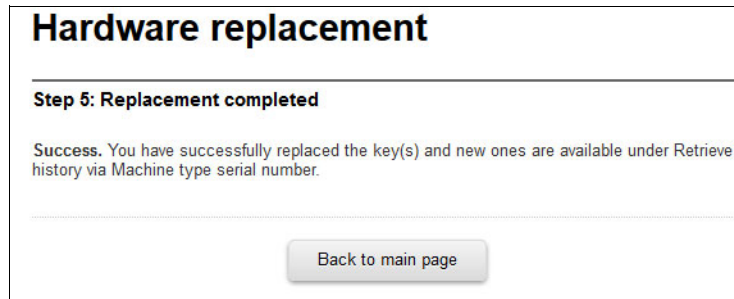 Hardware replacement
Step 5: Replacement completed
Success. You have successfully replaced the key(s) and new ones are available under Retrieve
history via Machine type serial number.
Back to main page